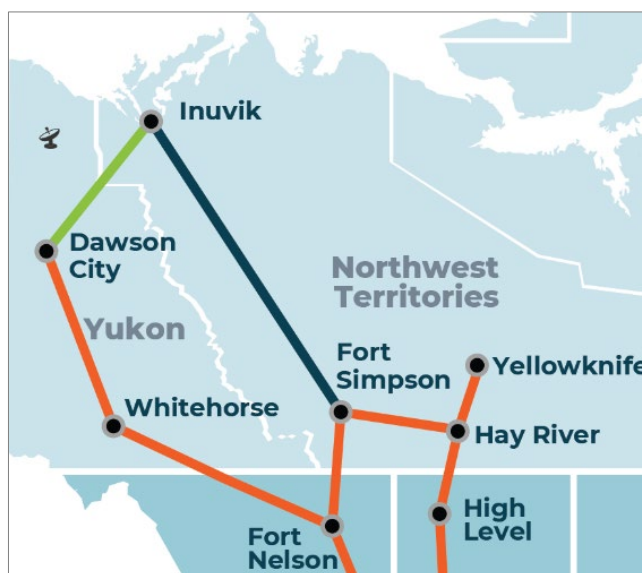 Inuvik
Dawson
City
Northwest
Territories
Yukon
Fort
Simpson
Yellowknife
Whitehorse
Hay River
High
Level
Fort
Nelson